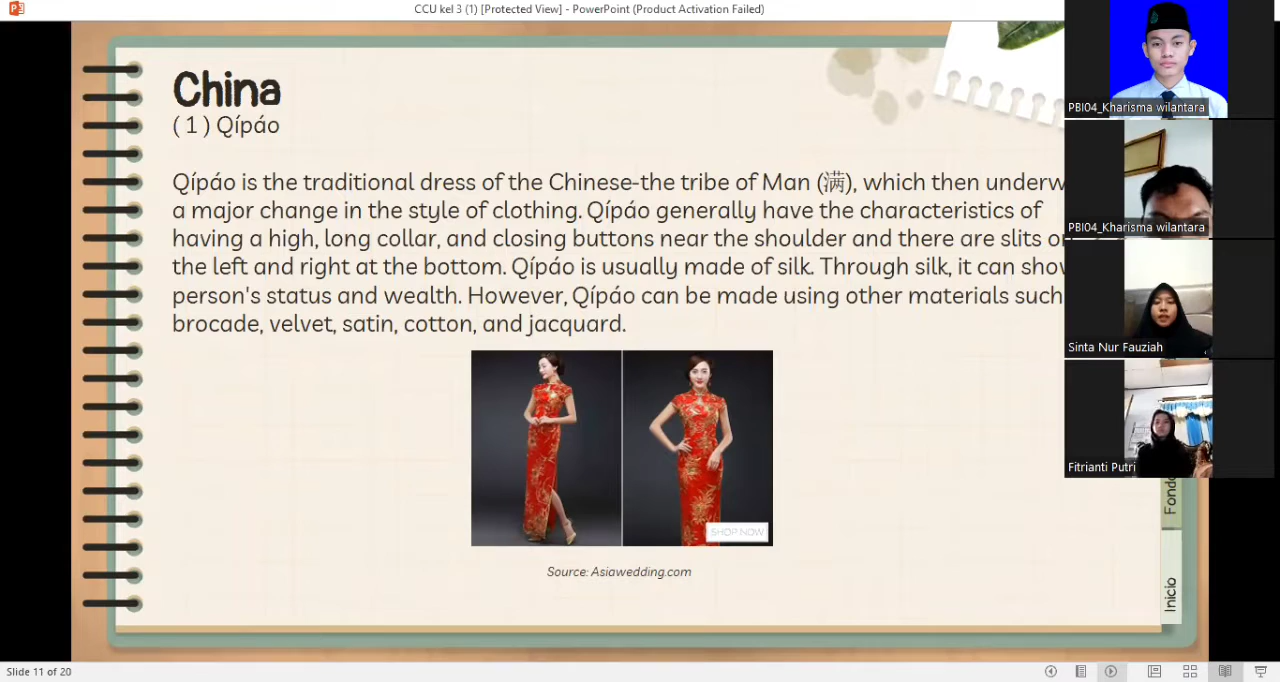 CCU kel 3 (1) [Protected View] - PowerPoint (Product Activation Failed)
China
( 1 ) Qípáo
Qípáo is the traditional dress of the Chinese-the tribe of Man (满), which then underw
a major change in the style of clothing. Qípáo generally have the characteristics of
having a high, long collar, and closing buttons near the shoulder and there are slits on
the left and right at the bottom. Qípáo is usually made of silk. Through silk, it can show
person's status and wealth. However, Qípáo can be made using other materials such
brocade, velvet, satin, cotton, and jacquard.
SHOP NOW
Source: Asiawedding.com
PBI04_Kharisma wilantara
PBI04_Kharisma wilantara
Sinta Nur Fauziah
Fitrianti Putri
Fondo
Inicio
Slide 11 of 20